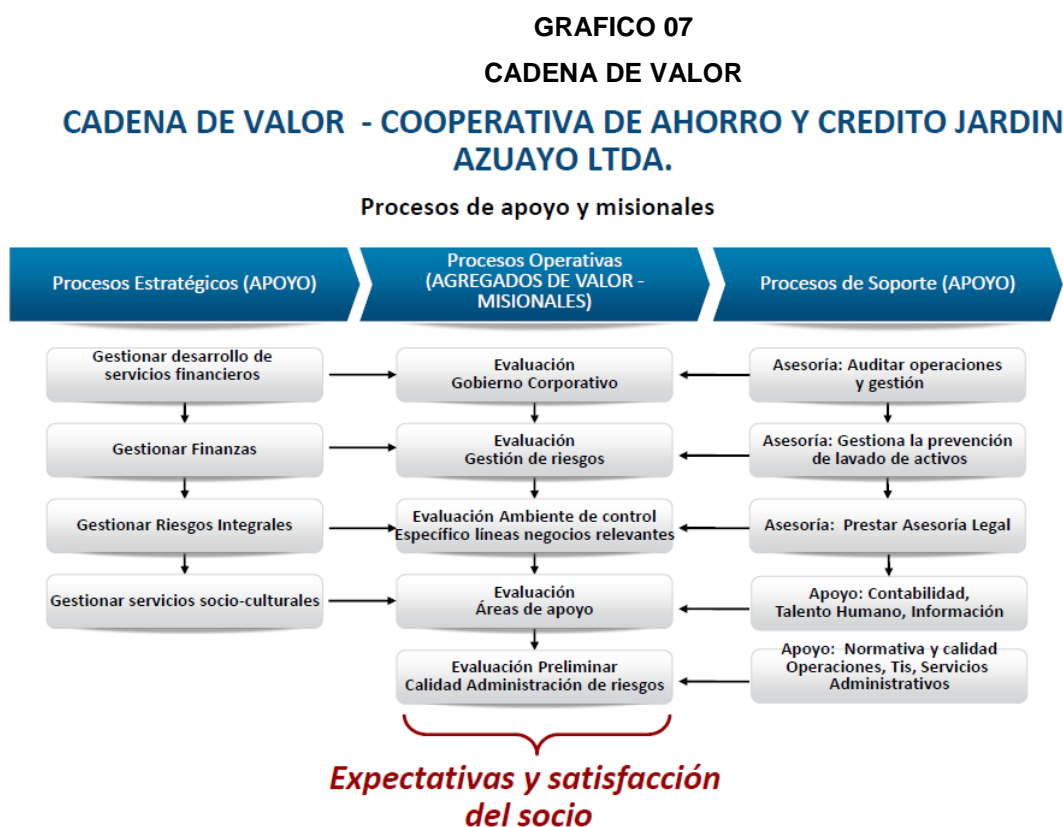 GRAFICO 07
CADENA DE VALOR
CADENA DE VALOR - COOPERATIVA DE AHORRO Y CREDITO JARDIN
AZUAYO LTDA.
Procesos de apoyo y misionales
Procesos Estratégicos (APOYO)
Procesos Operativas
(AGREGADOS DE VALOR -
MISIONALES)
Procesos de Soporte (APOYO)
Gestionar desarrollo de
servicios financieros
Evaluación
Gobierno Corporativo
Asesoría: Auditar operaciones
y gestión
Gestionar Finanzas
Evaluación
Gestión de riesgos
Asesoría: Gestiona la prevención
de lavado de activos
Gestionar Riesgos Integrales
Evaluación Ambiente de control
Específico líneas negocios relevantes
Asesoría: Prestar Asesoría Legal
Gestionar servicios socio-culturales
Evaluación
Áreas de apoyo
Apoyo: Contabilidad,
Talento Humano, Información
Evaluación Preliminar
Calidad Administración de riesgos
Apoyo: Normativa y calidad
Operaciones, Tis, Servicios
Administrativos
Expectativas y satisfacción
del socio